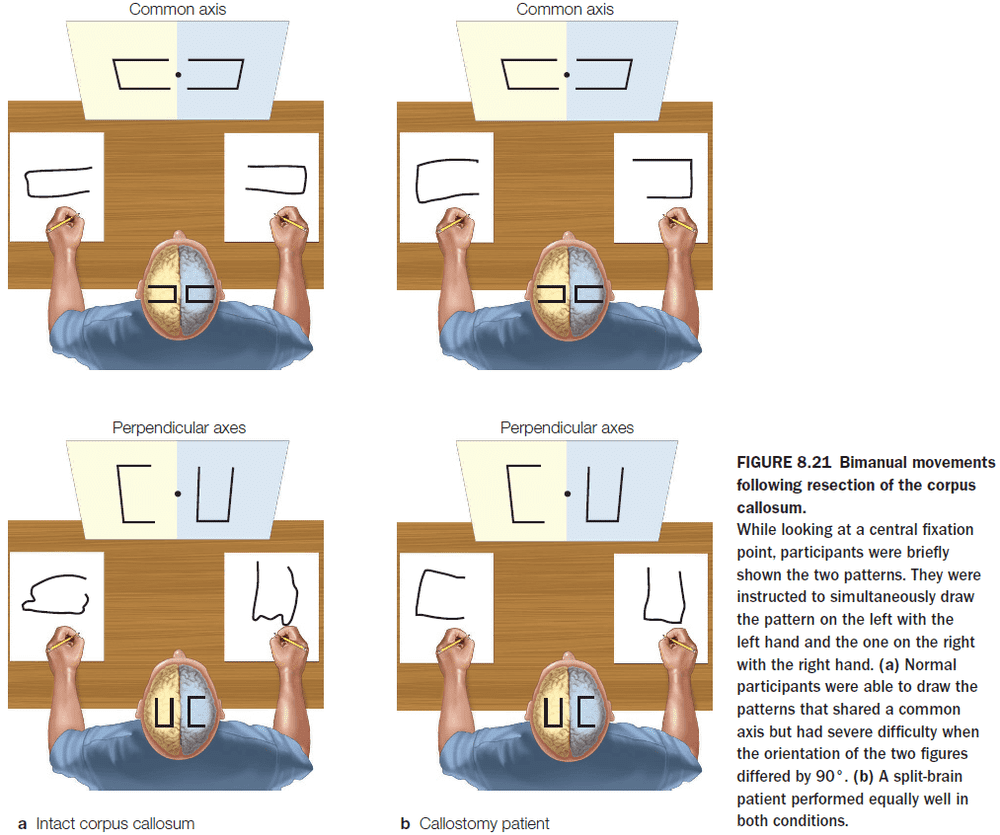 Common axis
Common axis
Perpendicular axes
Perpendicular axes
FIGURE 8.21 Bimanual movements
following resection of the corpus
callosum.
While looking at a central fixation
point, participants were briefly
shown the two patterns. They were
instructed to simultaneously draw
the pattern on the left with the
left hand and the one on the right
with the right hand. (a) Normal
participants were able to draw the
patterns that shared a common
axis but had severe difficulty when
the orientation of the two figures
differed by 90°. (b) A split-brain
patient performed equally well in
both conditions.
a Intact corpus callosum
b Callostomy patient